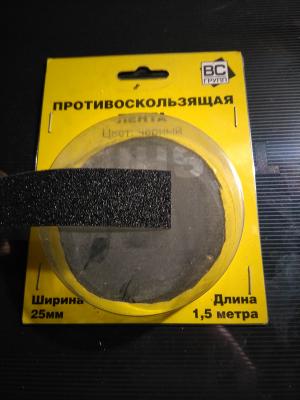 ВС
ГРУПП
ПРОТИВОСКОЛЬЗЯЩАЯ
ЛЕНТА
Цвет: черный
Ширина
25мм
Длина
1,5 метра